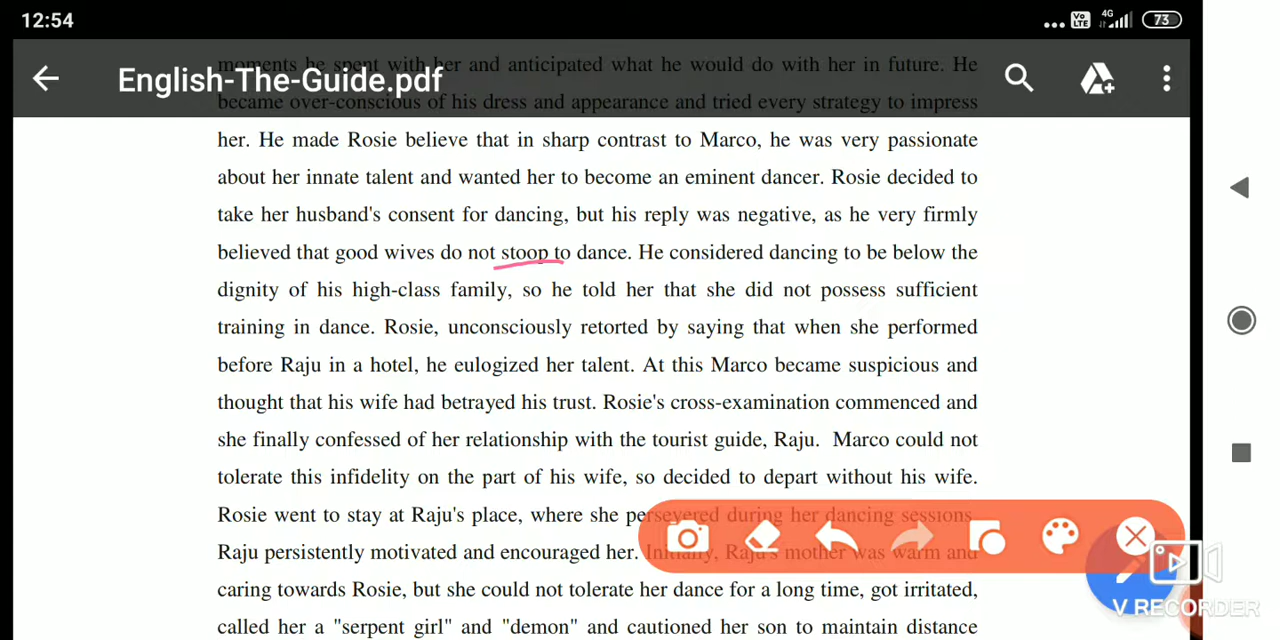 12:54
Vo LTE 4G 73
English-The-Guide.pdf
moments he spent with her and anticipated what he would do with her in future. He
became over-conscious of his dress and appearance and tried every strategy to impress
her. He made Rosie believe that in sharp contrast to Marco, he was very passionate
about her innate talent and wanted her to become an eminent dancer. Rosie decided to
take her husband's consent for dancing, but his reply was negative, as he very firmly
believed that good wives do not stoop to dance. He considered dancing to be below the
dignity of his high-class family, so he told her that she did not possess sufficient
training in dance. Rosie, unconsciously retorted by saying that when she performed
before Raju in a hotel, he eulogized her talent. At this Marco became suspicious and
thought that his wife had betrayed his trust. Rosie's cross-examination commenced and
she finally confessed of her relationship with the tourist guide, Raju. Marco could not
tolerate this infidelity on the part of his wife, so decided to depart without his wife.
Rosie went to stay at Raju's place, where she persevered during her dancing sessions.
Raju persistently motivated and encouraged her. Initially, Raju's mother was warm and
caring towards Rosie, but she could not tolerate her dance for a long time, got irritated,
called her a "serpent girl" and "demon" and cautioned her son to maintain distance
V RECORDER